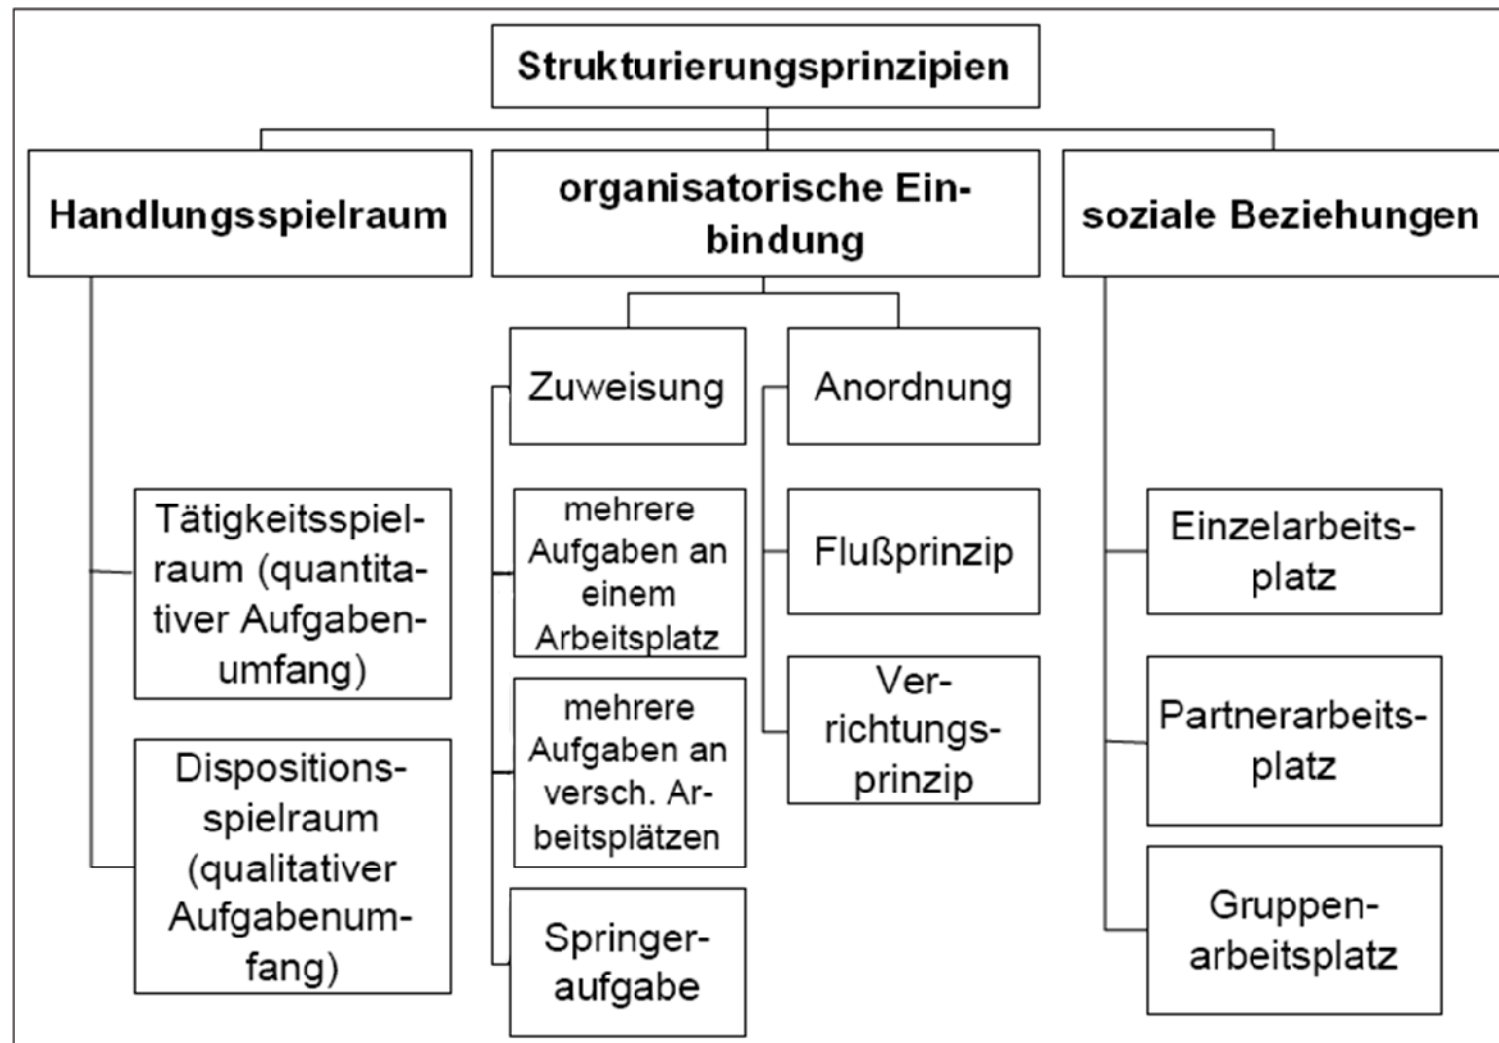 Strukturierungsprinzipien
Handlungsspielraum
organisatorische Ein-
bindung
soziale Beziehungen
Zuweisung
Anordnung
Tätigkeitsspiel-
raum (quantita-
tiver Aufgaben-
umfang)
Dispositions-
spielraum
(qualitativer
Aufgabenum-
fang)
mehrere
Aufgaben an
einem
Arbeitsplatz
mehrere
Aufgaben an
versch. Ar-
beitsplätzen
Springer-
aufgabe
Flußprinzip
Ver-
richtungs-
prinzip
Einzelarbeits-
platz
Partnerarbeits-
platz
Gruppen-
arbeitsplatz